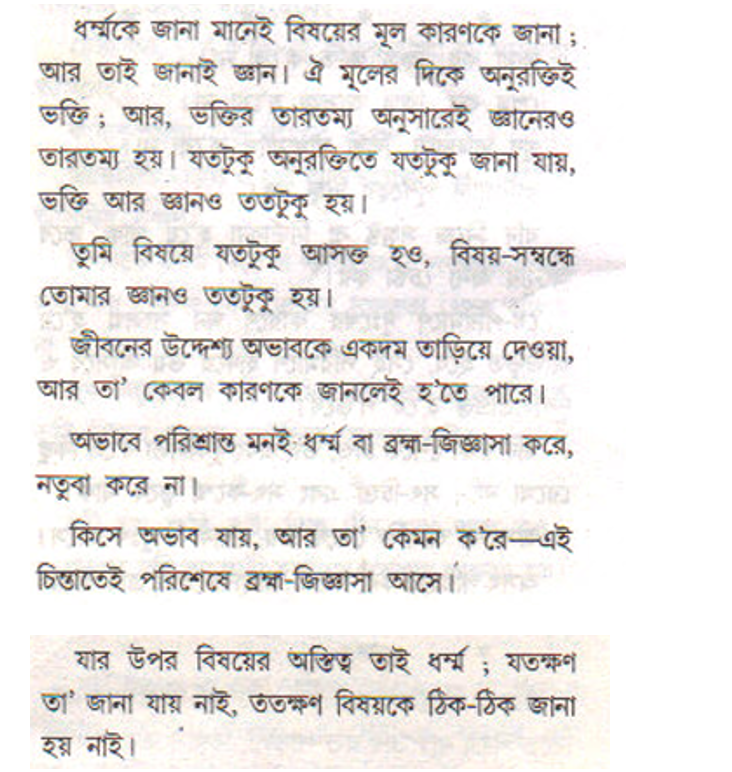 ধর্ম্মকে জানা মানেই বিষয়ের মূল কারণকে জানা ;
আর তাই জানাই জ্ঞান। ঐ মূলের দিকে অনুরক্তিই
ভক্তি ; আর, ভক্তির তারতম্য অনুসারেই জ্ঞানেরও
তারতম্য হয়। যতটুকু অনুরক্তিতে যতটুকু জানা যায়,
ভক্তি আর জ্ঞানও ততটুকু হয়।
তুমি বিষয়ে যতটুকু আসক্ত হও, বিষয়-সম্বন্ধে
তোমার জ্ঞানও ততটুকু হয়।
জীবনের উদ্দেশ্য অভাবকে একদম তাড়িয়ে দেওয়া,
আর তা' কেবল কারণকে জানলেই হ'তে পারে।
অভাবে পরিশ্রান্ত মনই ধর্ম্ম বা ব্রহ্ম-জিজ্ঞাসা করে,
নতুবা করে না।
কিসে অভাব যায়, আর তা' কেমন ক'রে—এই
চিন্তাতেই পরিশেষে ব্রহ্ম-জিজ্ঞাসা আসে।
যার উপর বিষয়ের অস্তিত্ব তাই ধর্ম্ম ; যতক্ষণ
তা' জানা যায় নাই, ততক্ষণ বিষয়কে ঠিক-ঠিক জানা
হয় নাই।